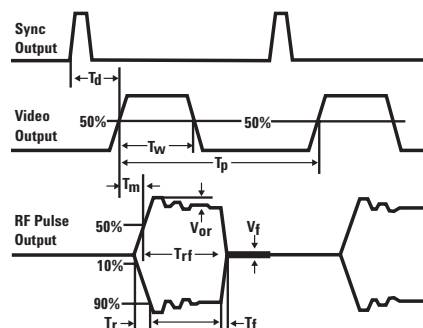 Sync
Output
Td
Video
Output
50%
50%
Tw
Tp
Tm
RF Pulse
Output
50%
Vor
Vf
Trf
10%
90%
Tr
Tf